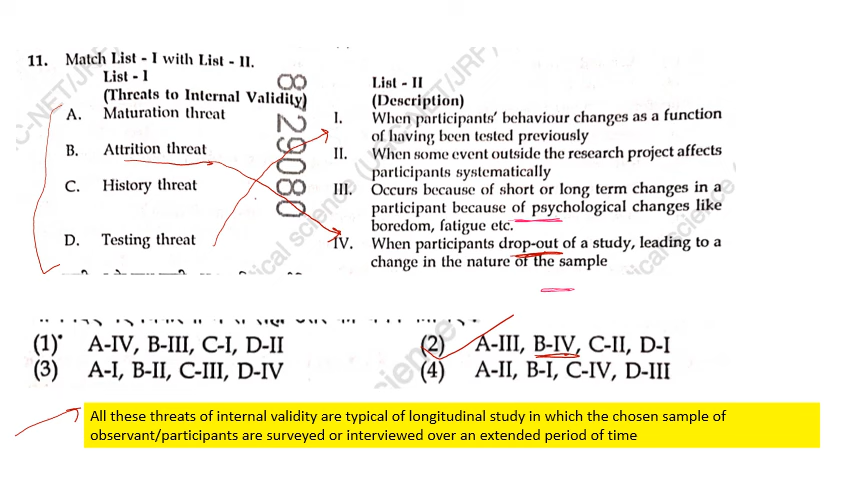 11. Match List - I with List - II.
List - I
(Threats to Internal Validity)
A. Maturation threat
B. Attrition threat
C. History threat
D. Testing threat
8729080
List - II
(Description)
I. When participants' behaviour changes as a function
of having been tested previously
II. When some event outside the research project affects
participants systematically
III. Occurs because of short or long term changes in a
participant because of psychological changes like
boredom, fatigue etc.
IV. When participants drop-out of a study, leading to a
change in the nature of the sample
(1) A-IV, B-III, C-I, D-II
(2) A-III, B-IV, C-II, D-I
(3) A-I, B-II, C-III, D-IV
(4) A-II, B-I, C-IV, D-III
All these threats of internal validity are typical of longitudinal study in which the chosen sample of
observant/participants are surveyed or interviewed over an extended period of time